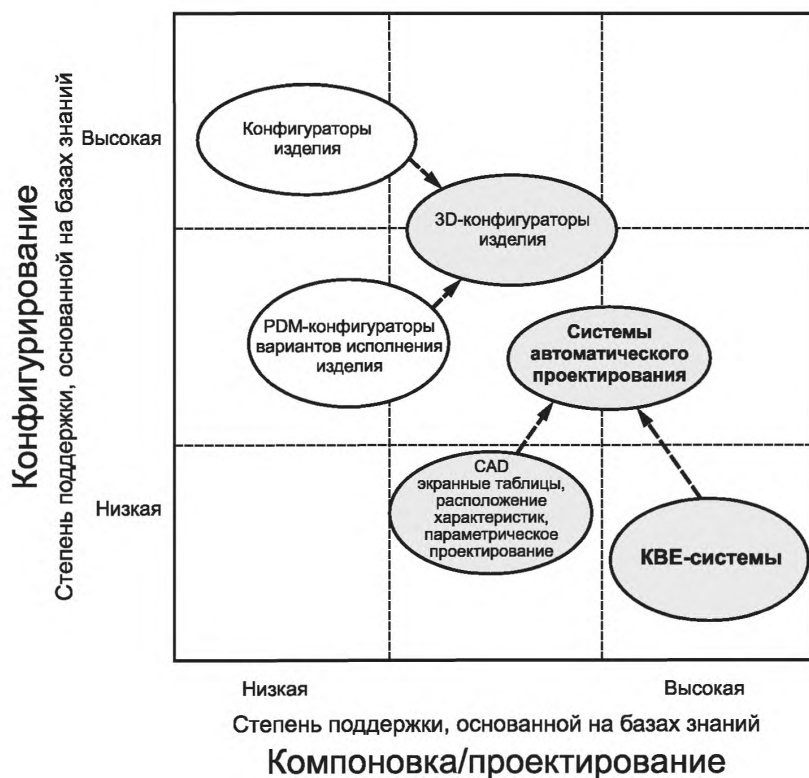 Конфигурирование
Степень поддержки, основанной на базах знаний
Высокая
Низкая
Конфигураторы
изделия
3D-конфигураторы
изделия
PDM-конфигураторы
вариантов исполнения
изделия
Системы
автоматического
проектирования
CAD
экранные таблицы,
расположение
характеристик,
параметрическое
проектирование
КВЕ-системы
Низкая
Высокая
Степень поддержки, основанной на базах знаний
Компоновка/проектирование